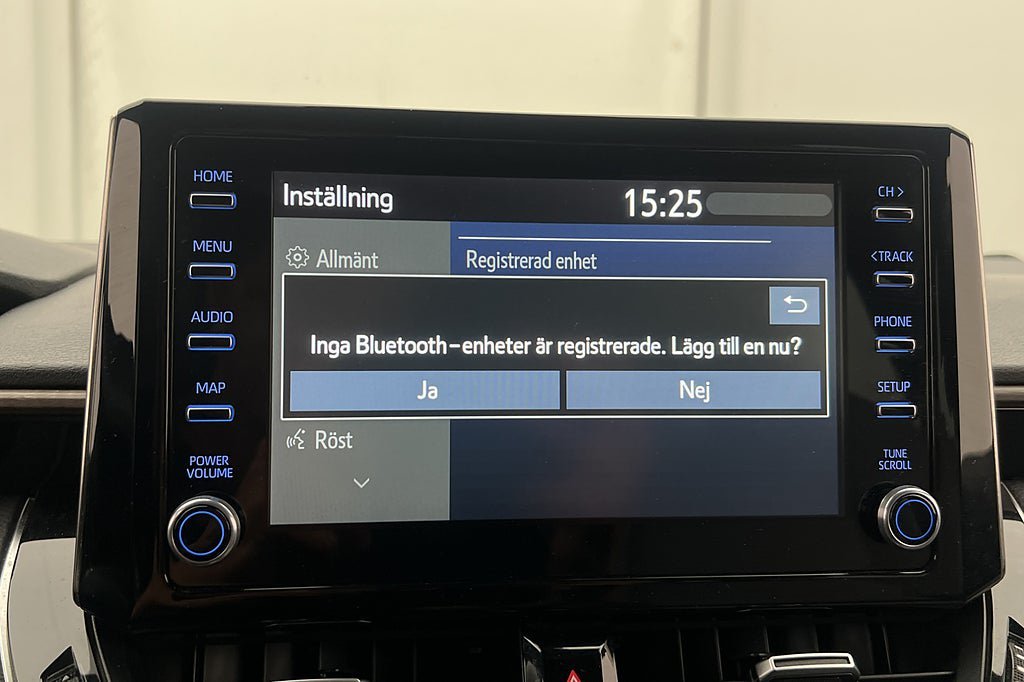 HOME
MENU
AUDIO
MAP
POWER
VOLUME
Inställning
15:25
Allmänt
Registrerad enhet
Inga Bluetooth-enheter är registrerade. Lägg till en nu?
Ja
Nej
Röst
CH >
< TRACK
PHONE
SETUP
TUNE
SCROLL